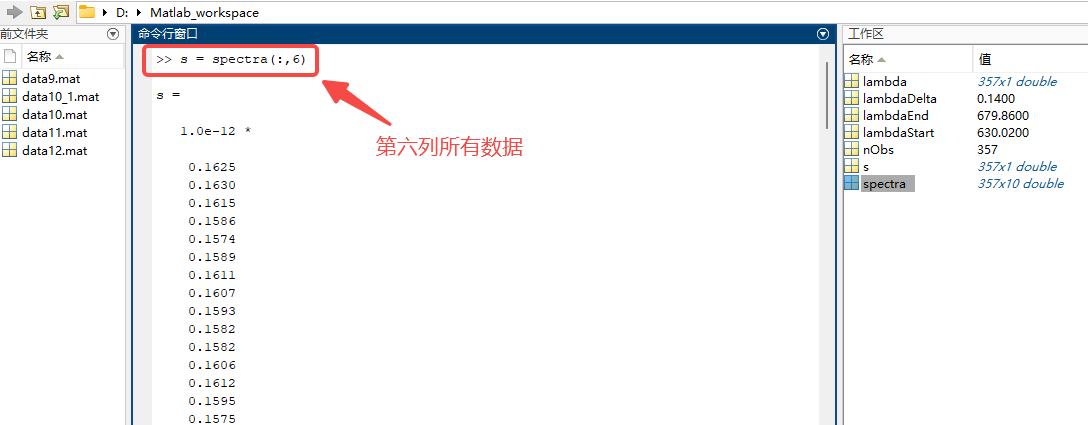 D: Matlab_workspace
前文件夹
名称
data9.mat
data10_1.mat
data10.mat
data11.mat
data12.mat
命令行窗口
>> s = spectra(:,6)
s =
1.0e-12 *
0.1625
0.1630
0.1615
0.1586
0.1574
0.1589
0.1611
0.1607
0.1593
0.1582
0.1582
0.1606
0.1612
0.1595
0.1575
第六列所有数据
工作区
名称 值
lambda 357x1 double
lambdaDelta 0.1400
lambdaEnd 679.8600
lambdaStart 630.0200
nObs 357
s 357x1 double
spectra 357x10 double